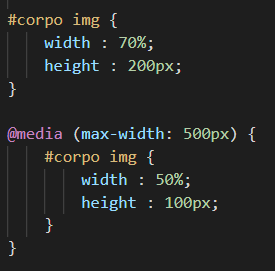 #corpo img {
width : 70%;
height : 200px;
}
@media (max-width: 500px) {
#corpo img {
width : 50%;
height : 100px;
}
}